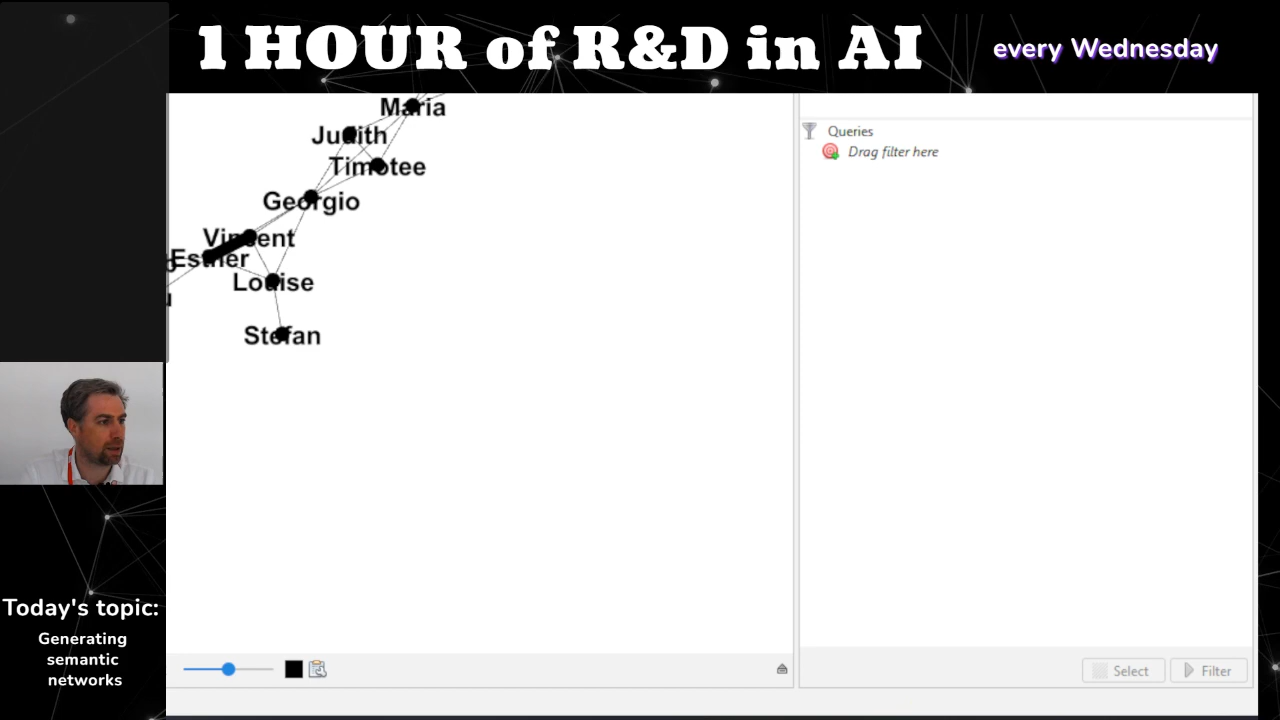 1 HOUR of R&D in AI
every Wednesday
Maria
Judith
Timotee
Georgio
Vincent
Esther
Louise
Stefan
Queries
Drag filter here
Select
Filter
Today's topic:
Generating
semantic
networks